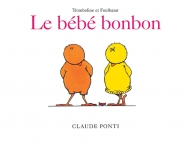 Tromboline et Foulbazar
Le bébé bonbon
CLAUDE PONTI